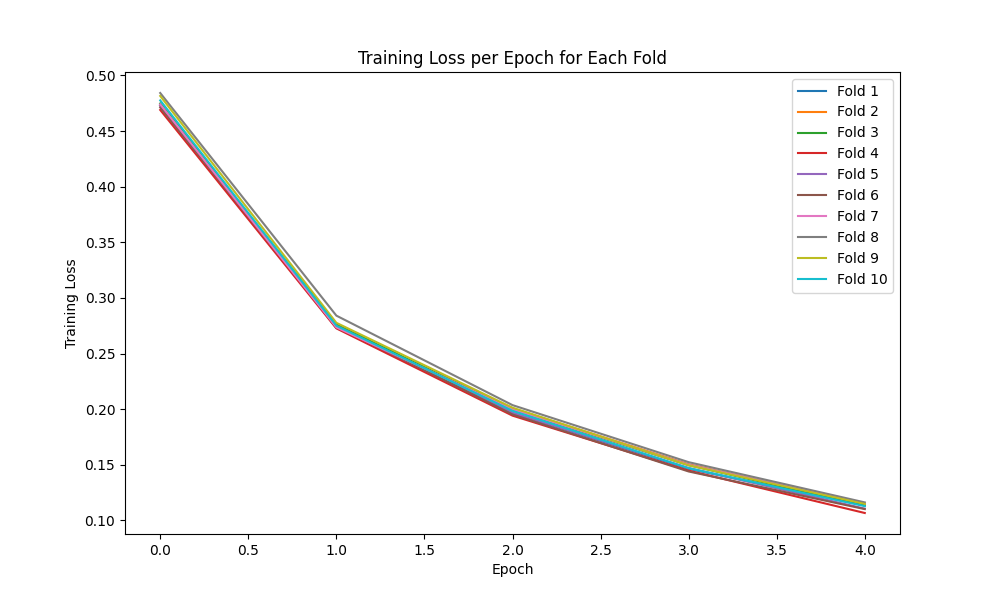 Training Loss per Epoch for Each Fold
0.50
0.45
0.40
0.35
0.30
0.25
0.20
0.15
0.10
Training Loss
Fold 1
Fold 2
Fold 3
Fold 4
Fold 5
Fold 6
Fold 7
Fold 8
Fold 9
Fold 10
0.0 0.5 1.0 1.5 2.0 2.5 3.0 3.5 4.0
Epoch